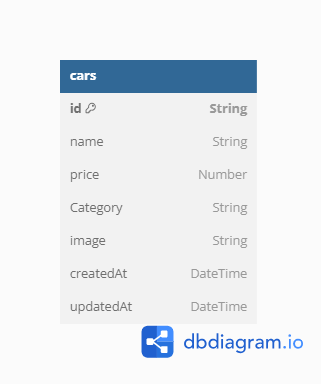 cars
id String
name String
price Number
Category String
image String
createdAt DateTime
updatedAt DateTime
dbdiagram.io